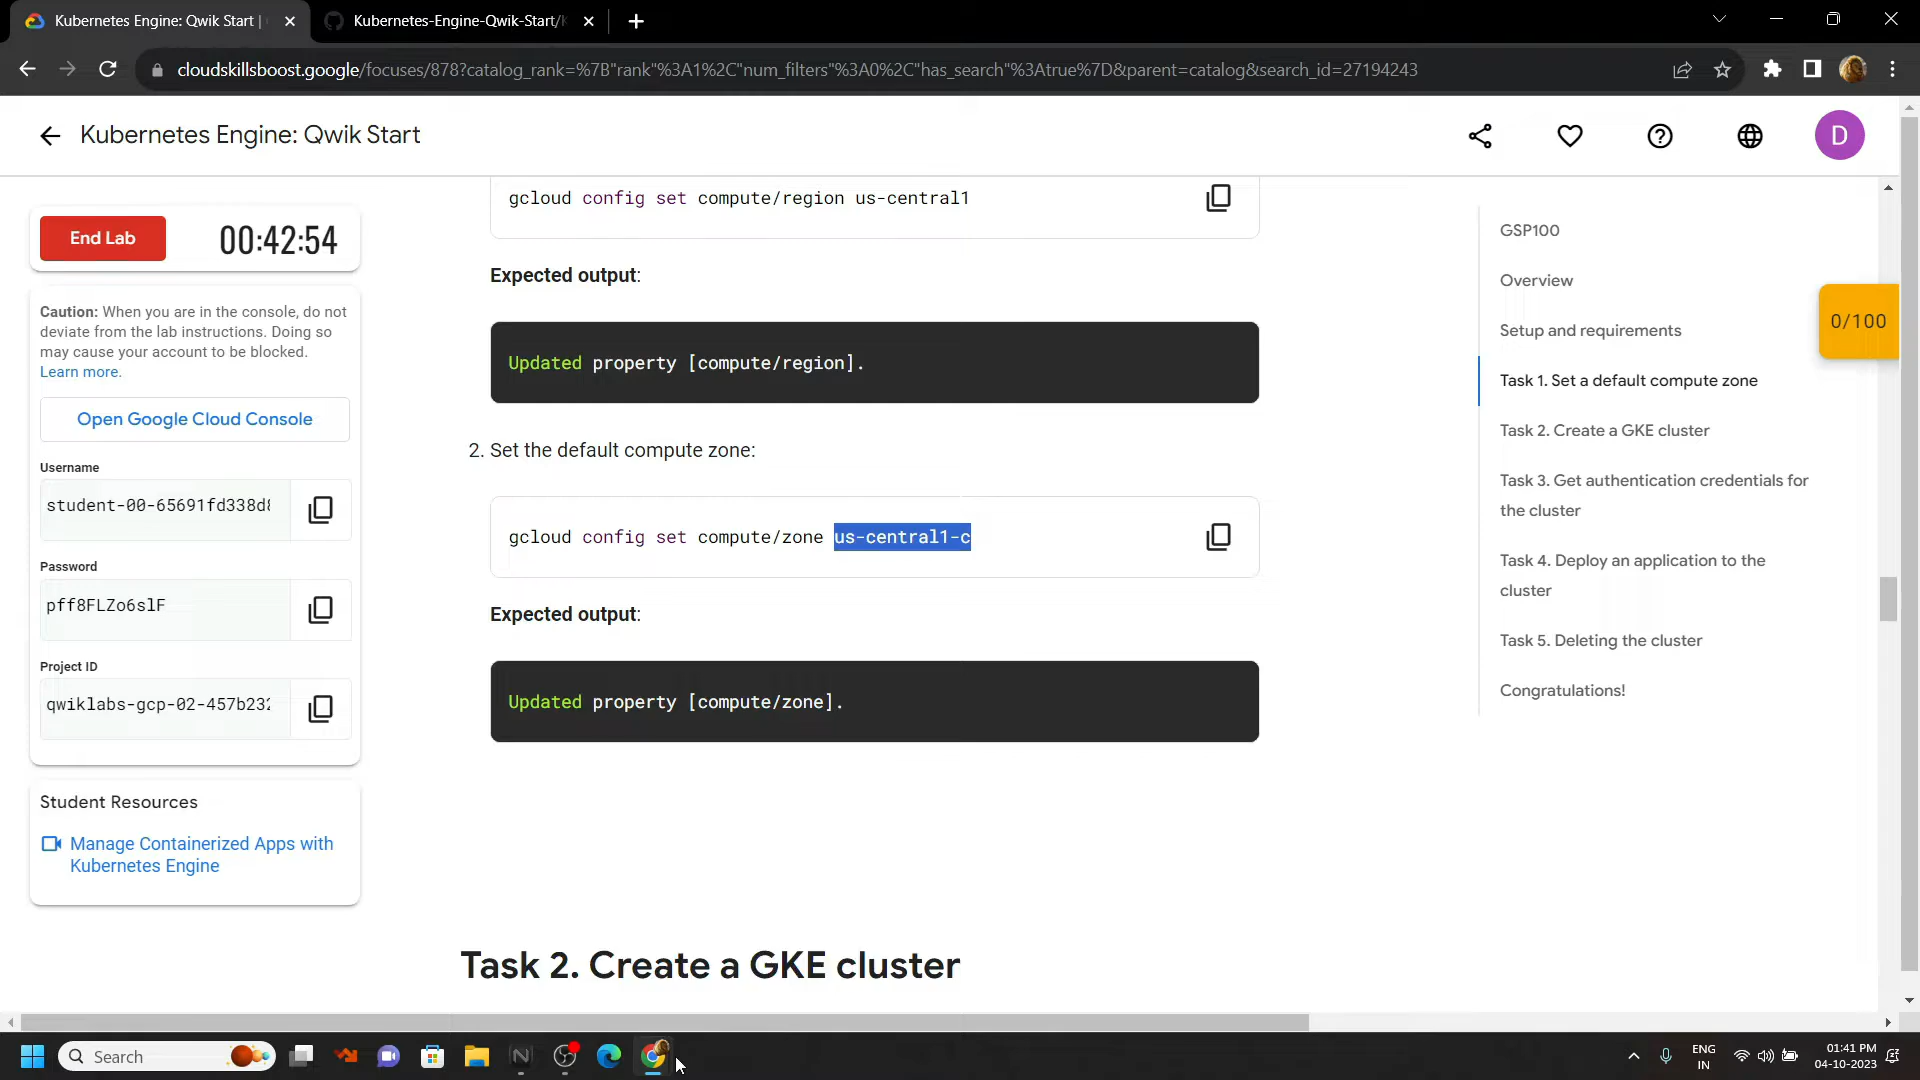 Kubernetes Engine: Qwik Start |
Kubernetes-Engine-Qwik-Start/
cloudskillsboost.google/focuses/878?catalog_rank=%7B"rank"%3A1%2C"num_filters"%3A0%2C"has_search"%3Atrue%7D&parent=catalog&search_id=27194243
Kubernetes Engine: Qwik Start
D
End Lab
00:42:54
Caution: When you are in the console, do not
deviate from the lab instructions. Doing so
may cause your account to be blocked.
Learn more.
Open Google Cloud Console
Username
student-00-65691fd338d8
Password
pff8FLZo6slF
Project ID
qwiklabs-gcp-02-457b232
Student Resources
Manage Containerized Apps with
Kubernetes Engine
gcloud config set compute/region us-central1
Expected output:
Updated property [compute/region].
2. Set the default compute zone:
gcloud config set compute/zone us-central1-c
Expected output:
Updated property [compute/zone].
Task 2. Create a GKE cluster
GSP100
Overview
Setup and requirements
Task 1. Set a default compute zone
Task 2. Create a GKE cluster
Task 3. Get authentication credentials for
the cluster
Task 4. Deploy an application to the
cluster
Task 5. Deleting the cluster
Congratulations!
0/100
Search
ENG
IN
01:41 PM
04-10-2023